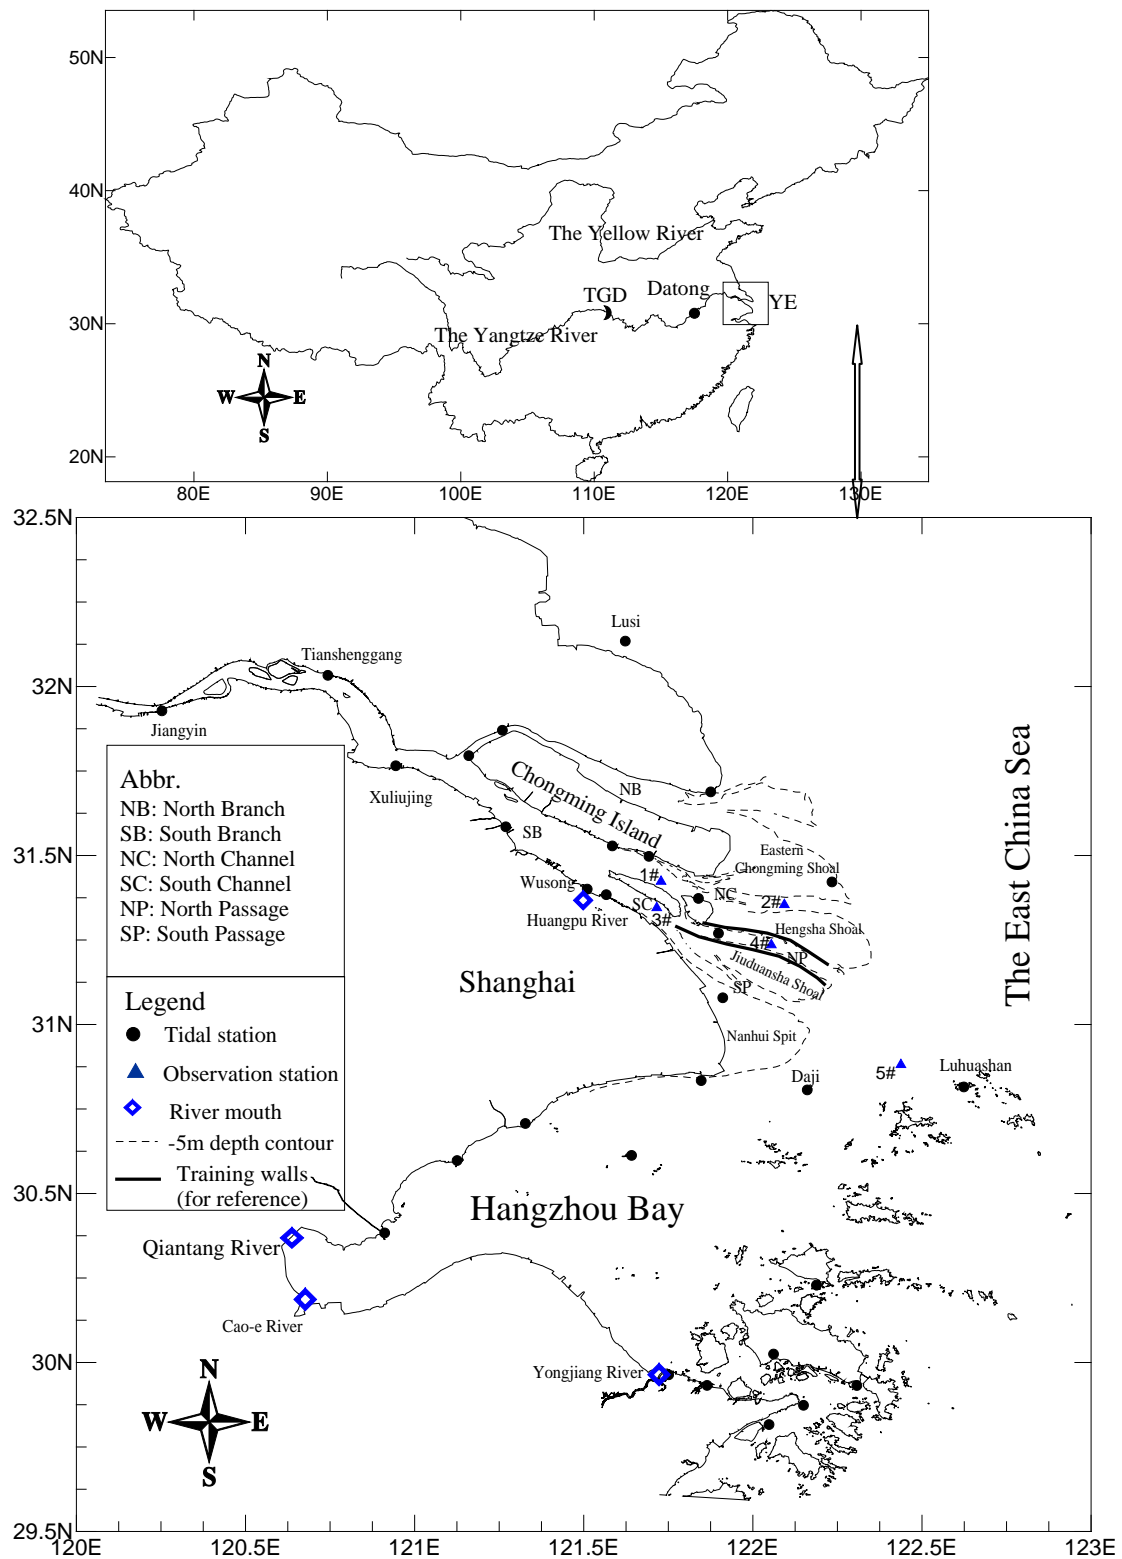 50N
40N
30N
20N
80E
90E
100E
110E
120E
130E
The Yellow River
TGD
Datong
YE
The Yangtze River
N
W
E
S
32.5N
32N
31.5N
31N
30.5N
30N
29.5N
120E
120.5E
121E
121.5E
122E
122.5E
123E
Lusi
Tianshenggang
Jiangyin
Xuliujing
Chongming Island
NB
SB
Eastern
Chongming Shoal
1#
Wusong
NC
2#
SC
3#
Huangpu River
Hengsha Shoal
4#
NP
Jiuduansha Shoal
SP
Shanghai
Nanhui Spit
The East China Sea
Daji
5#
Luhuashan
Abbr.
NB: North Branch
SB: South Branch
NC: North Channel
SC: South Channel
NP: North Passage
SP: South Passage
Legend
Tidal station
Observation station
River mouth
-5m depth contour
Training walls
(for reference)
Hangzhou Bay
Qiantang River
Cao-e River
Yongjiang River
N
W
E
S